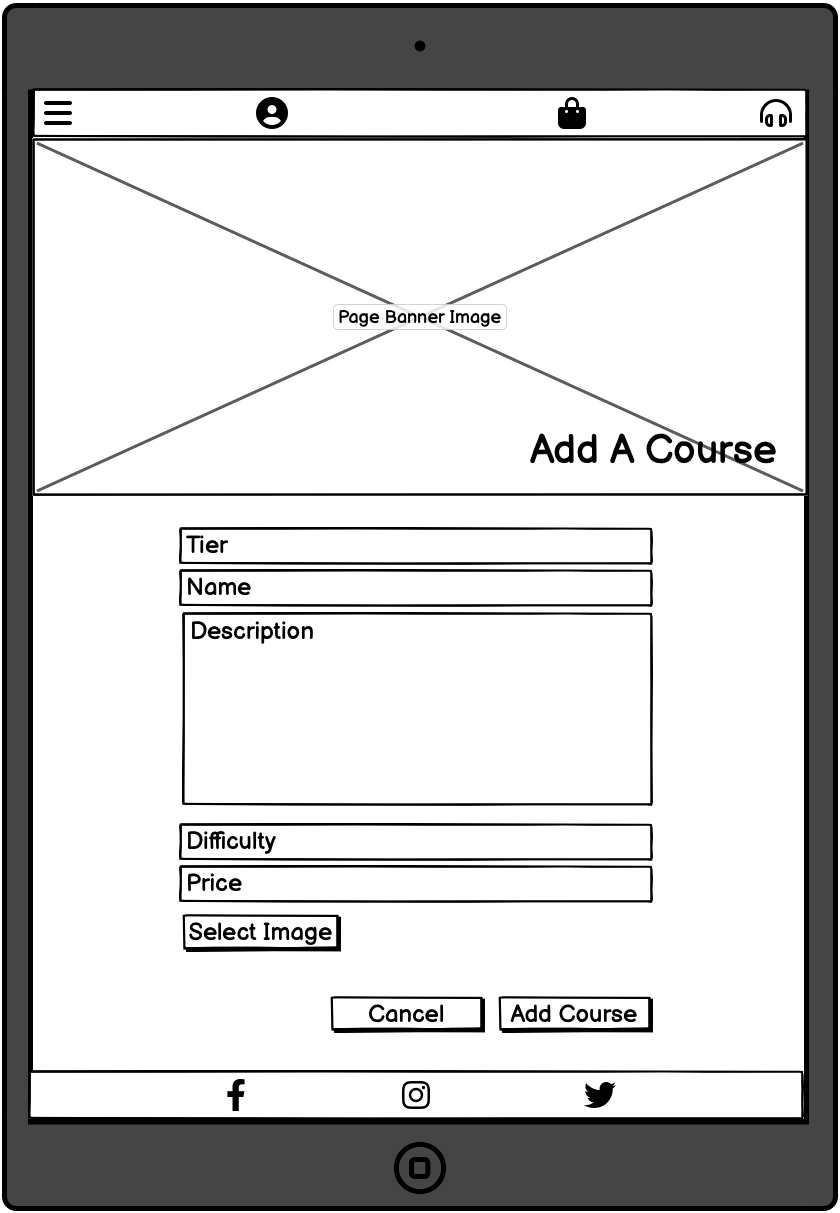 Page Banner Image
Add A Course
Tier
Name
Description
Difficulty
Price
Select Image
Cancel
Add Course